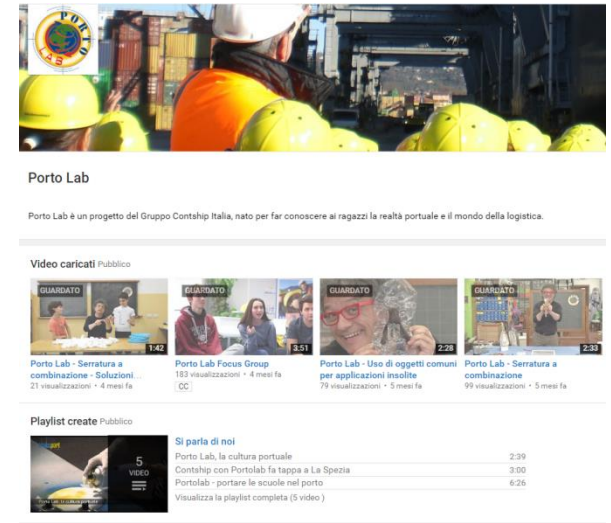 PORTO
LAB
Porto Lab
Porto Lab è un progetto del Gruppo Contship Italia, nato per far conoscere ai ragazzi la realtà portuale e il mondo della logistica.
Video caricati Pubblico
GUARDATO
1:42
GUARDATO
3:51
GUARDATO
2:28
GUARDATO
2:33
Porto Lab - Serratura a
combinazione - Soluzioni...
21 visualizzazioni • 4 mesi fa
Porto Lab Focus Group
183 visualizzazioni • 4 mesi fa
CC
Porto Lab - Uso di oggetti comuni
per applicazioni insolite
79 visualizzazioni • 5 mesi fa
Porto Lab - Serratura a
combinazione
99 visualizzazioni • 5 mesi fa
Playlist create Pubblico
5
VIDEO
Porto Lab, la cultura portuale
Si parla di noi
Porto Lab, la cultura portuale 2:39
Contship con Portolab fa tappa a La Spezia 3:00
Portolab - portare le scuole nel porto 6:26
Visualizza la playlist completa (5 video )